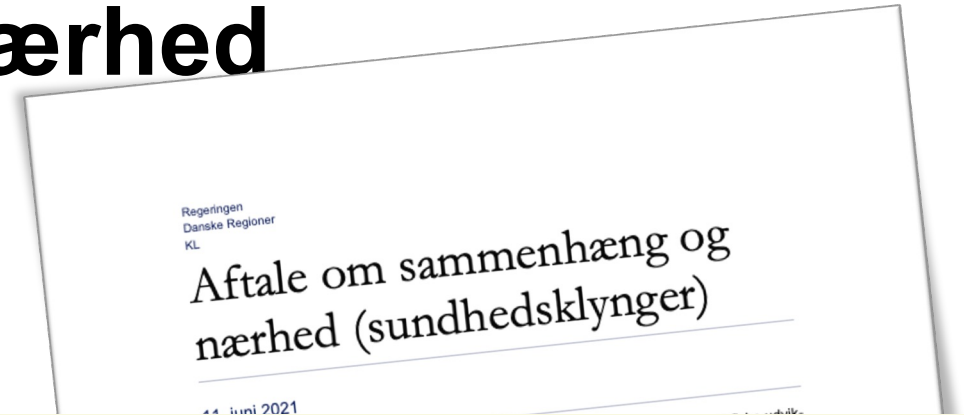 ærhed
Regeringen
Danske Regioner
KL
Aftale om sammenhæng og
nærhed (sundhedsklynger)
11. juni 2021